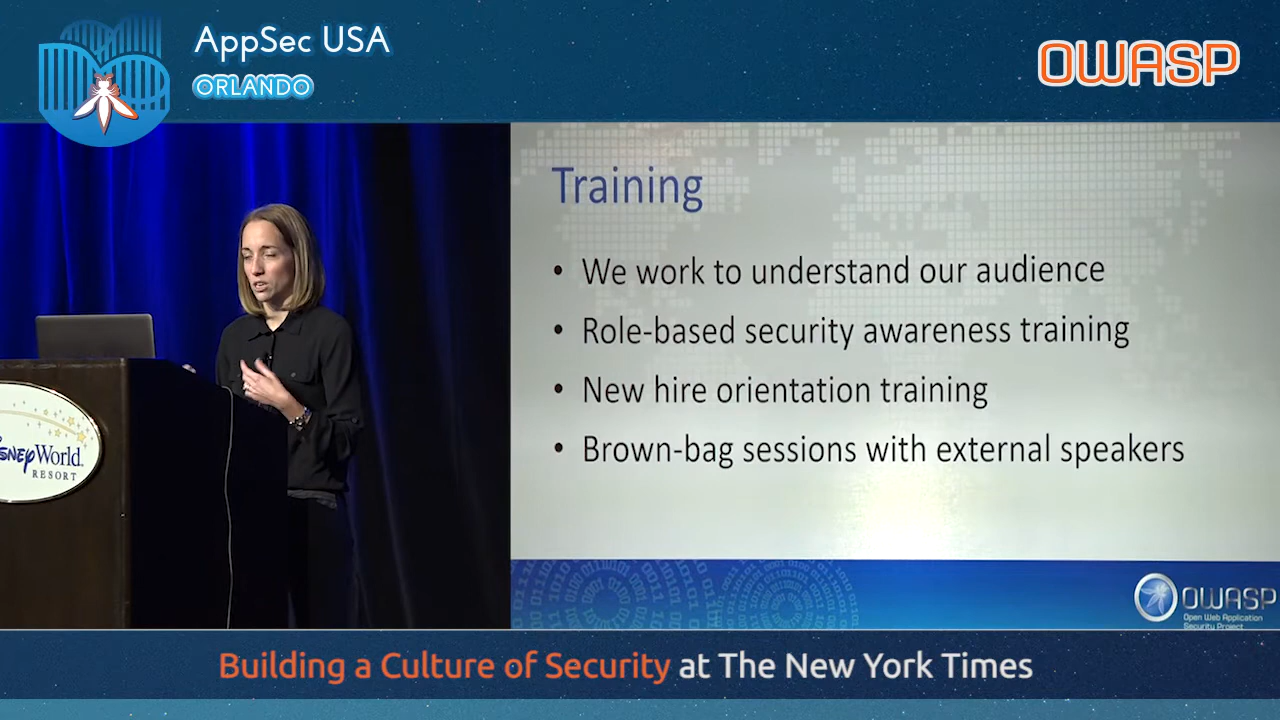 AppSec USA
ORLANDO
OWASP
Training
• We work to understand our audience
• Role-based security awareness training
• New hire orientation training
• Brown-bag sessions with external speakers
World
RESORT
OWASP
Open Web Application
Security Project
Building a Culture of Security at The New York Times